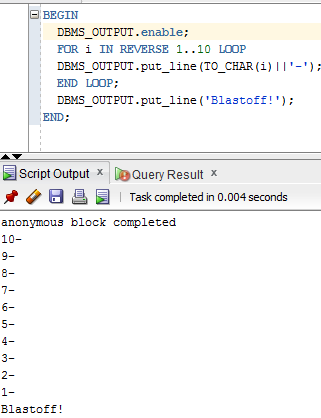 BEGIN
DBMS_OUTPUT.enable;
FOR i IN REVERSE 1..10 LOOP
DBMS_OUTPUT.put_line(TO_CHAR(i)||'-');
END LOOP;
DBMS_OUTPUT.put_line('Blastoff!');
END;
Script Output x Query Result x
Task completed in 0.004 seconds
anonymous block completed
10-
9-
8-
7-
6-
5-
4-
3-
2-
1-
Blastoff!